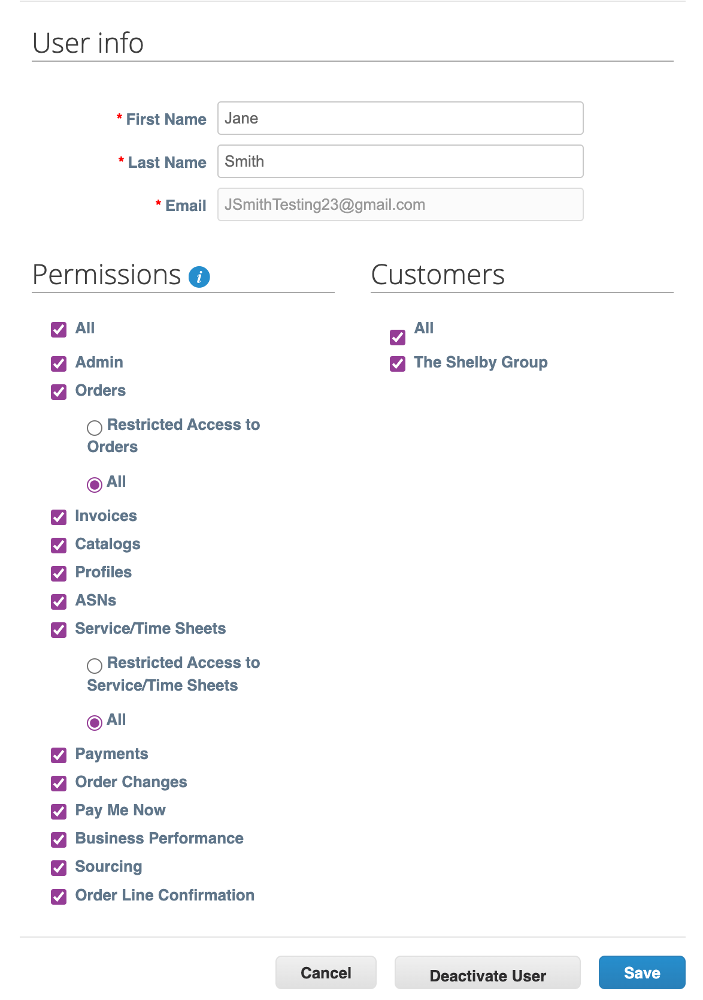 User info
* First Name Jane
* Last Name Smith
* Email JSmithTesting23@gmail.com
Permissions i
All
Admin
Orders
Restricted Access to
Orders
All
Invoices
Catalogs
Profiles
ASNs
Service/Time Sheets
Restricted Access to
Service/Time Sheets
All
Payments
Order Changes
Pay Me Now
Business Performance
Sourcing
Order Line Confirmation
Customers
All
The Shelby Group
Cancel
Deactivate User
Save